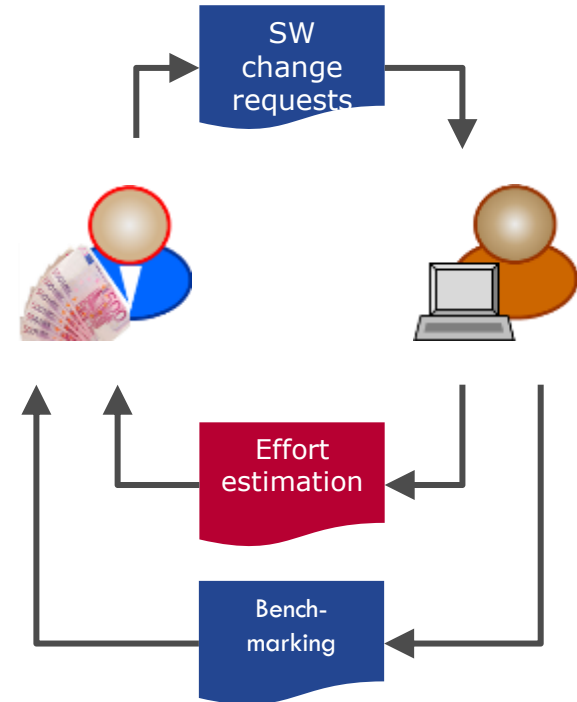 SW
change
requests
Effort
estimation
Bench-
marking